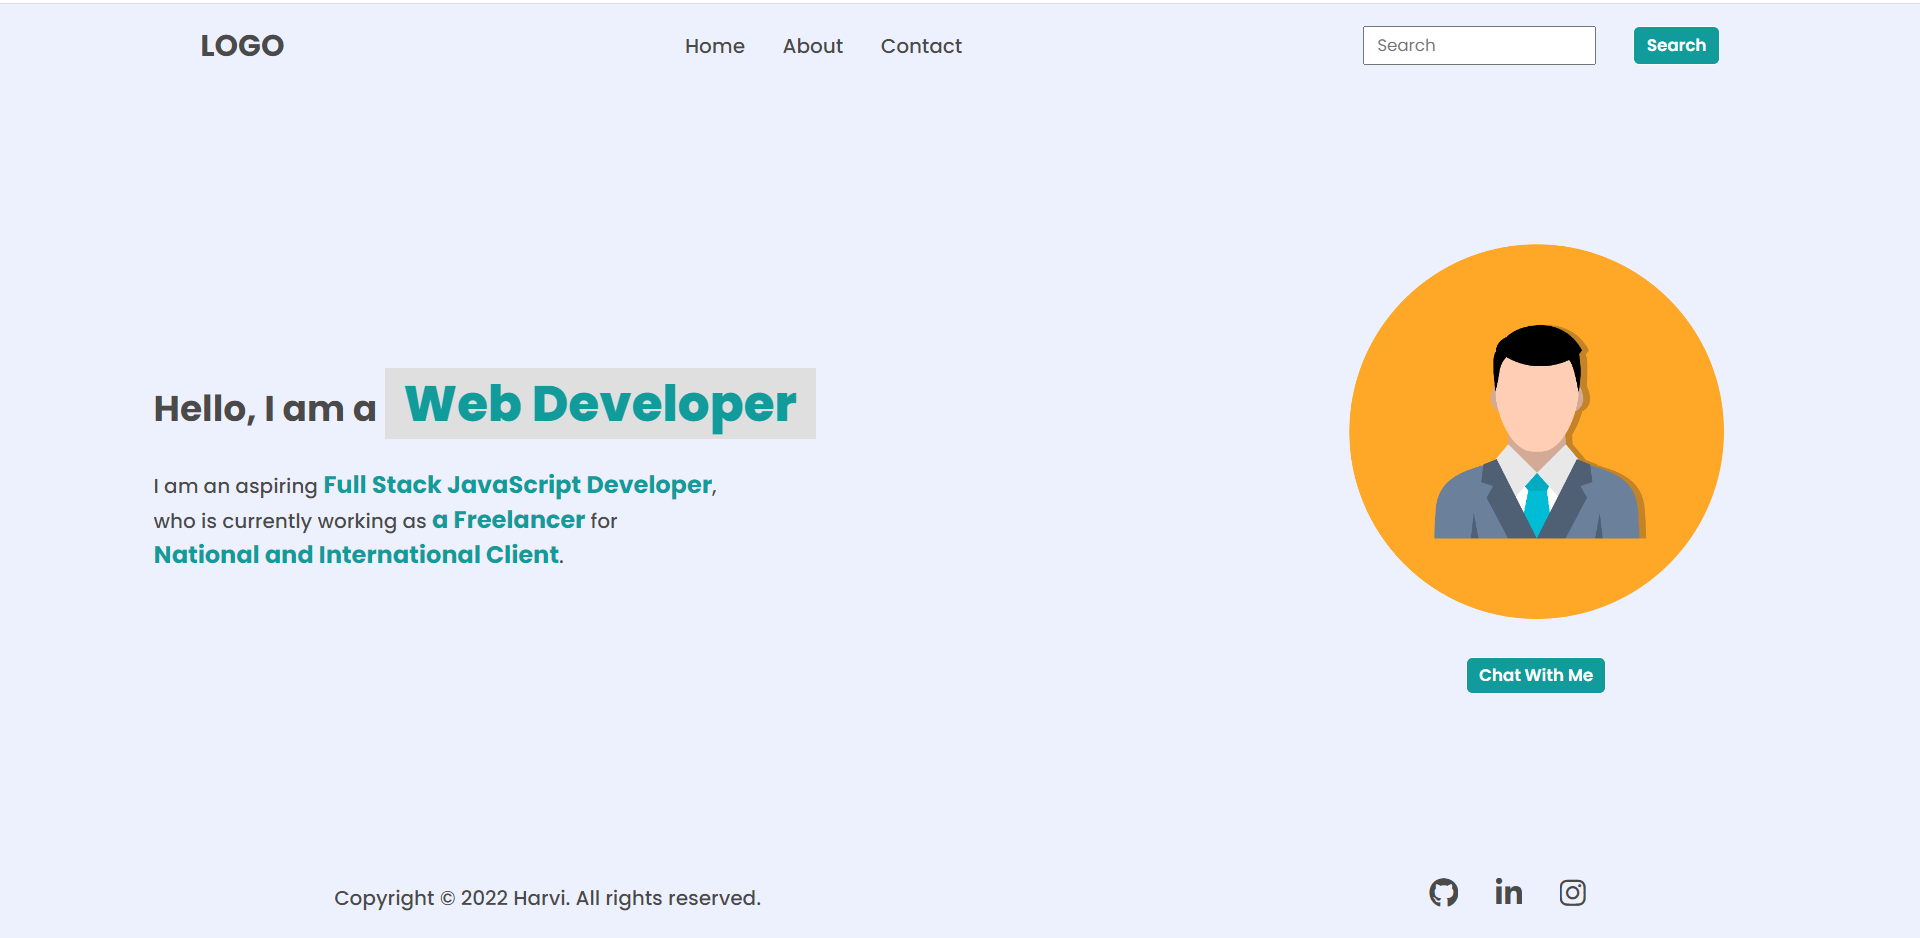 LOGO
Home About Contact
Search Search
Hello, I am a Web Developer
I am an aspiring Full Stack JavaScript Developer,
who is currently working as a Freelancer for
National and International Client.
Chat With Me
Copyright © 2022 Harvi. All rights reserved.
in